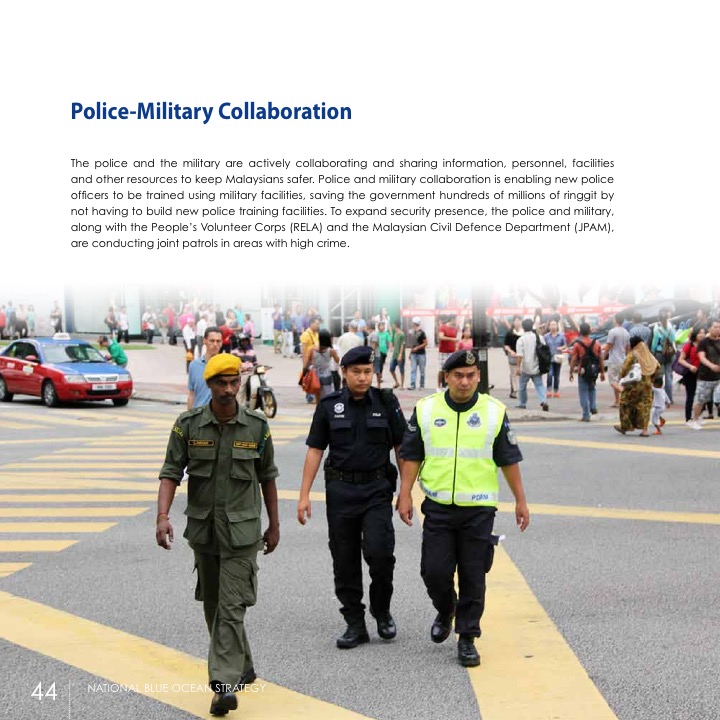 Police-Military Collaboration
The police and the military are actively collaborating and sharing information, personnel, facilities
and other resources to keep Malaysians safer. Police and military collaboration is enabling new police
officers to be trained using military facilities, saving the government hundreds of millions of ringgit by
not having to build new police training facilities. To expand security presence, the police and military,
along with the People’s Volunteer Corps (RELA) and the Malaysian Civil Defence Department (JPAM),
are conducting joint patrols in areas with high crime.
POLIS
44
NATIONAL BLUE OCEAN STRATEGY